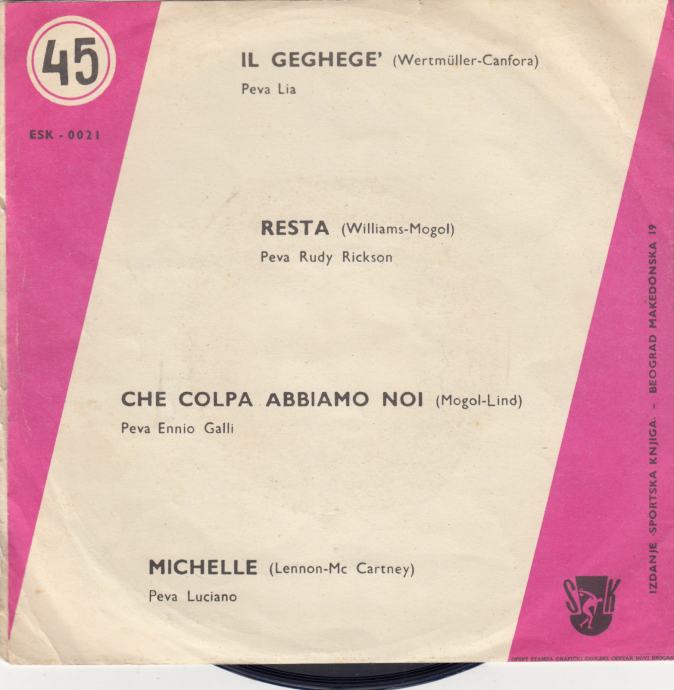 45
ESK - 0021
IL GEGHEGE’ (Wertmüller-Canfora)
Peva Lia
RESTA (Williams-Mogol)
Peva Rudy Rickson
CHE COLPA ABBIAMO NOI (Mogol-Lind)
Peva Ennio Galli
MICHELLE (Lennon-Mc Cartney)
Peva Luciano
IZDANJE SPORTSKA KNJIGA - BEOGRAD MAKEDONSKA 19
S K